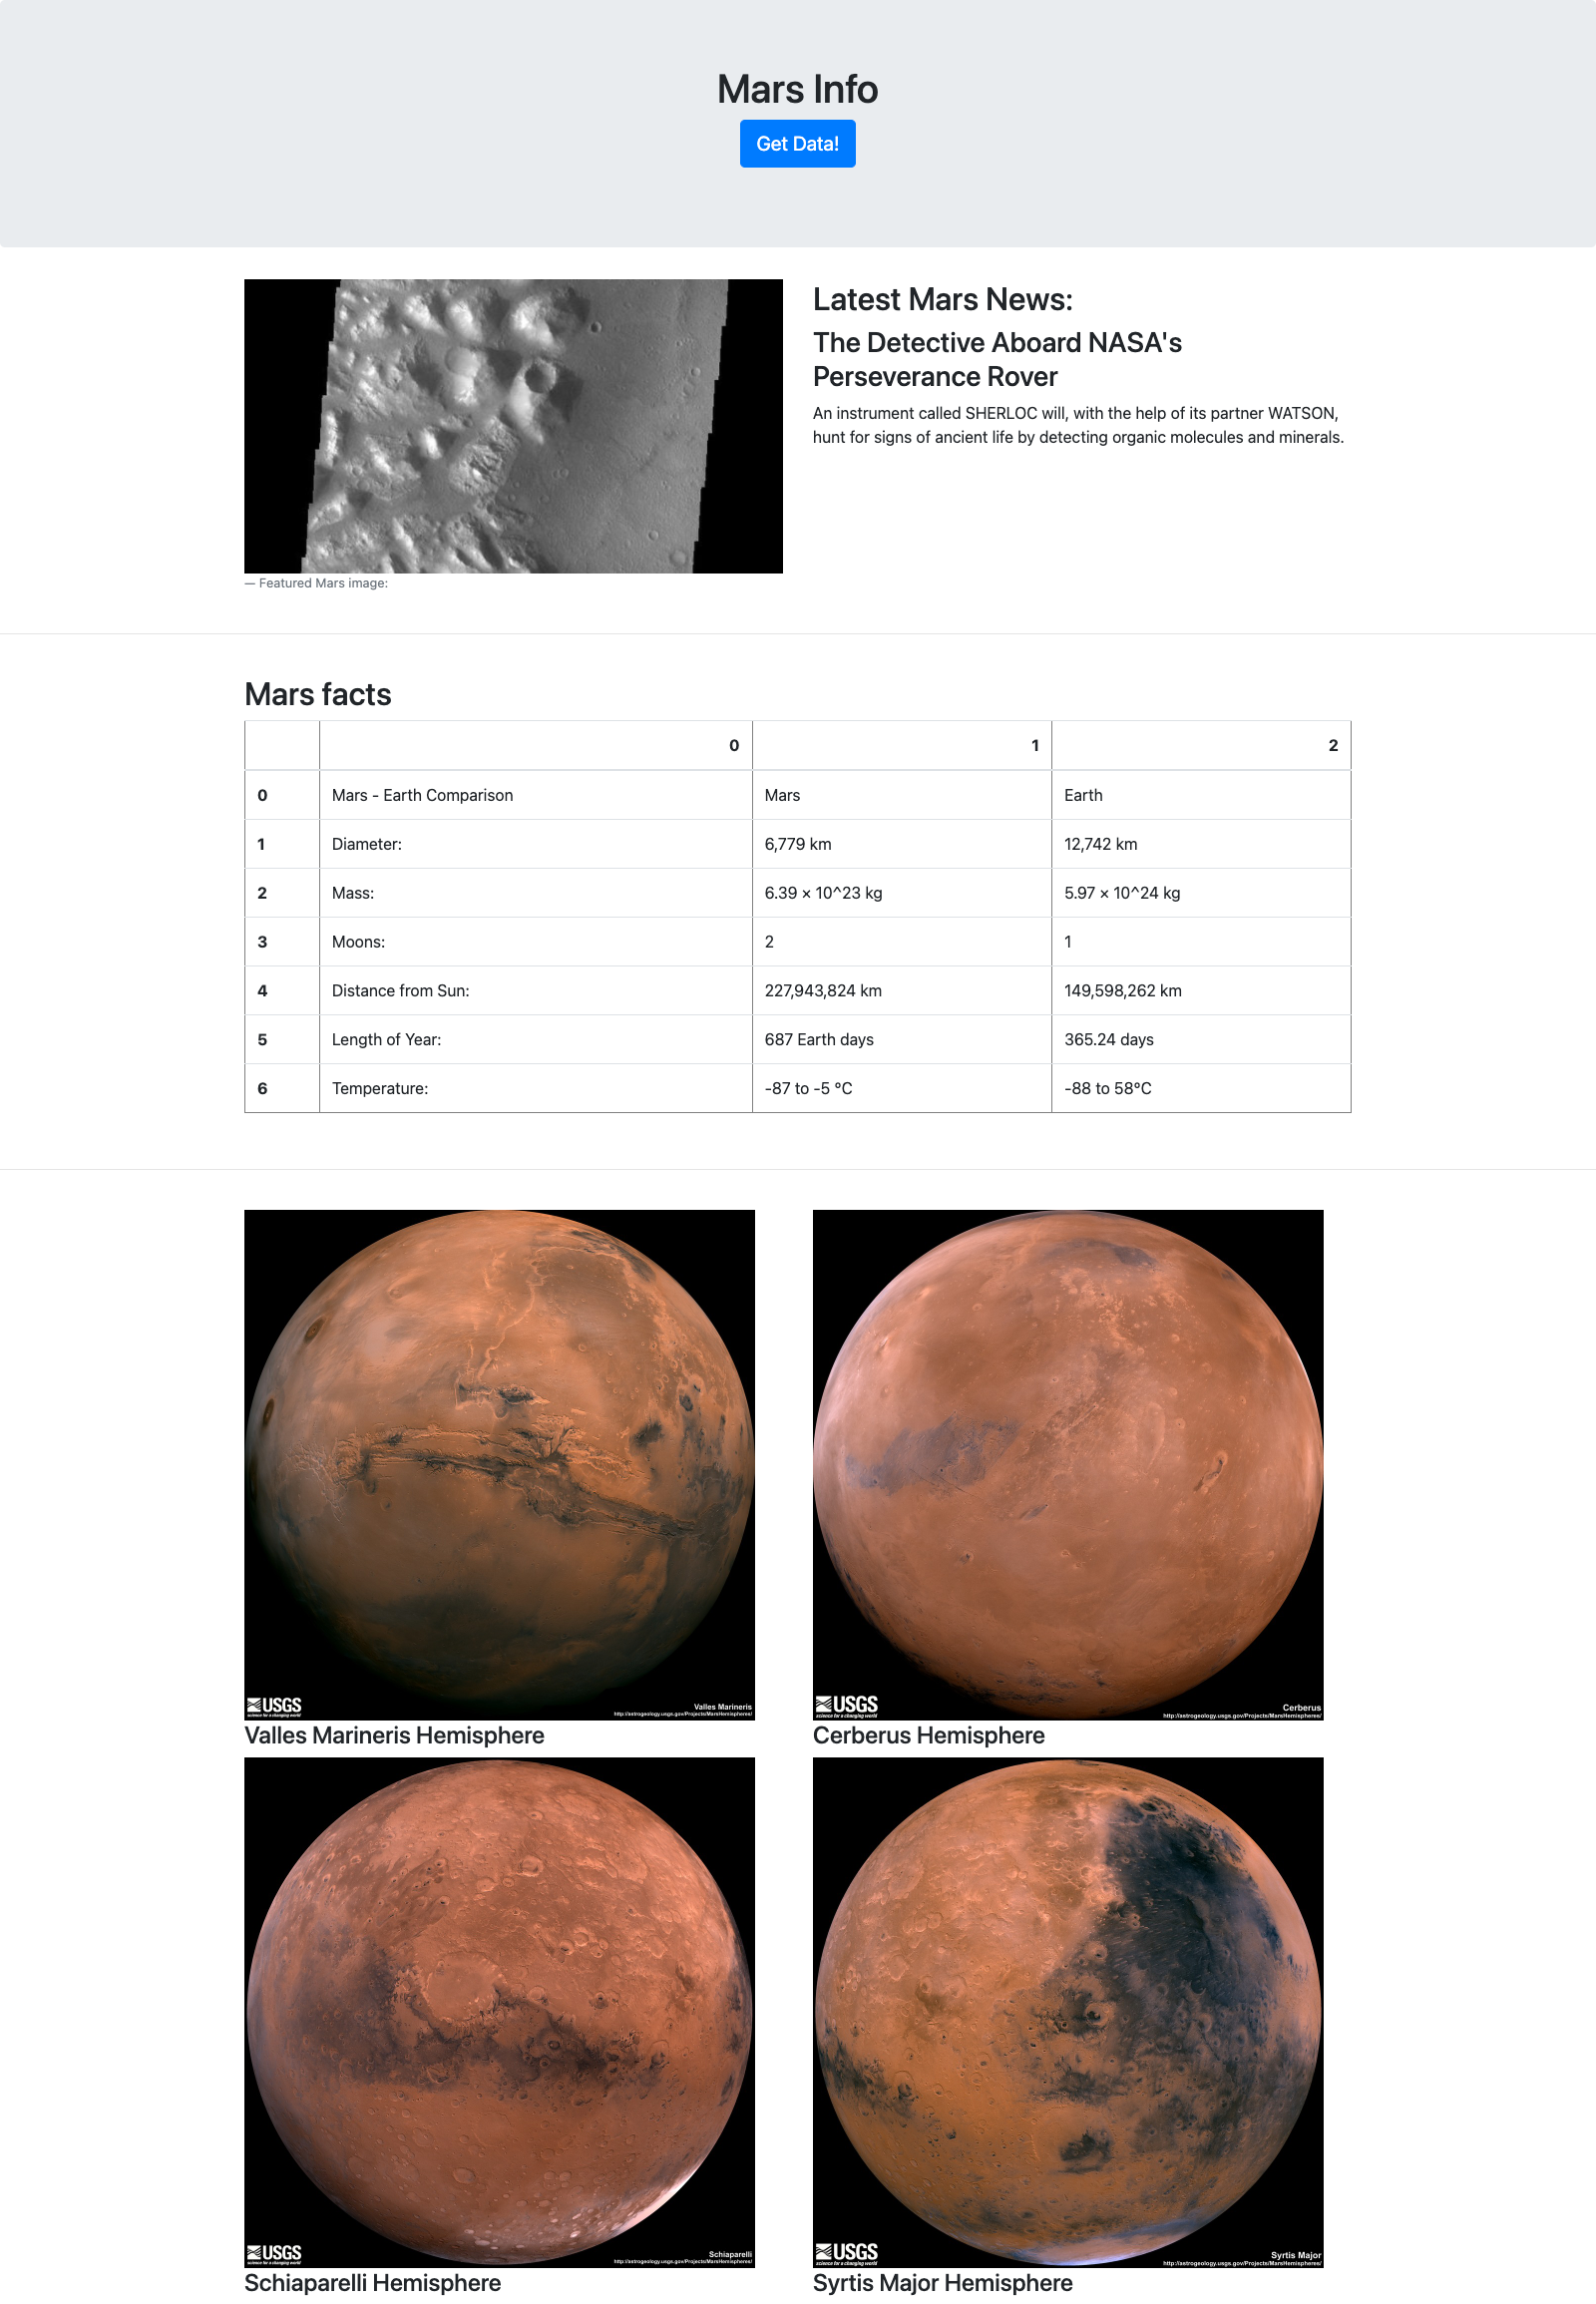 Mars Info
Get Data!
Latest Mars News:
The Detective Aboard NASA's
Perseverance Rover
An instrument called SHERLOC will, with the help of its partner WATSON,
hunt for signs of ancient life by detecting organic molecules and minerals.
— Featured Mars image:
Mars facts
0 1 2
0 Mars - Earth Comparison Mars Earth
1 Diameter: 6,779 km 12,742 km
2 Mass: 6.39 × 10^23 kg 5.97 × 10^24 kg
3 Moons: 2 1
4 Distance from Sun: 227,943,824 km 149,598,262 km
5 Length of Year: 687 Earth days 365.24 days
6 Temperature: -87 to -5 °C -88 to 58°C
USGS
science for a changing world
Valles Marineris
http://astrogeology.usgs.gov/Projects/MarsHemispheres/
Valles Marineris Hemisphere
USGS
science for a changing world
Cerberus
http://astrogeology.usgs.gov/Projects/MarsHemispheres/
Cerberus Hemisphere
USGS
science for a changing world
Schiaparelli
http://astrogeology.usgs.gov/Projects/MarsHemispheres/
Schiaparelli Hemisphere
USGS
science for a changing world
Syrtis Major
http://astrogeology.usgs.gov/Projects/MarsHemispheres/
Syrtis Major Hemisphere